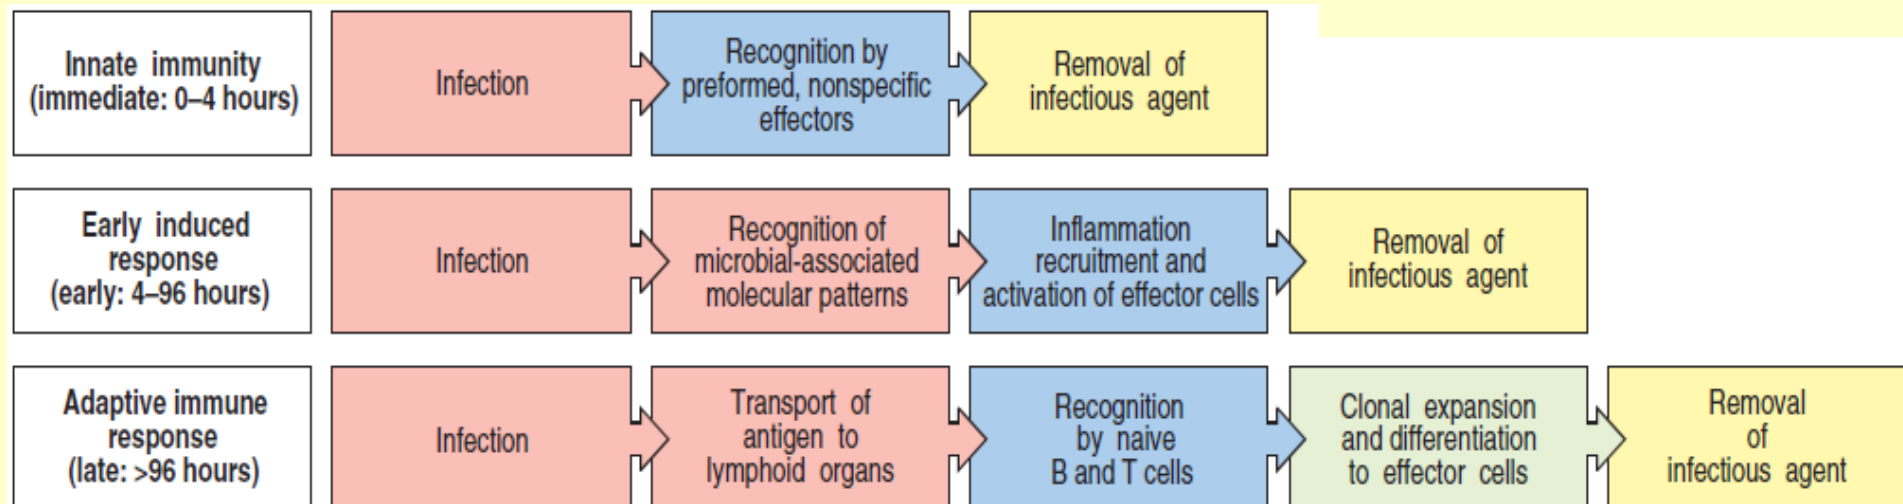 Innate immunity
(immediate: 0–4 hours)
Infection
Recognition by
preformed, nonspecific
effectors
Removal of
infectious agent
Early induced
response
(early: 4–96 hours)
Infection
Recognition of
microbial-associated
molecular patterns
Inflammation
recruitment and
activation of effector cells
Removal of
infectious agent
Adaptive immune
response
(late: >96 hours)
Infection
Transport of
antigen to
lymphoid organs
Recognition
by naive
B and T cells
Clonal expansion
and differentiation
to effector cells
Removal
of
infectious agent